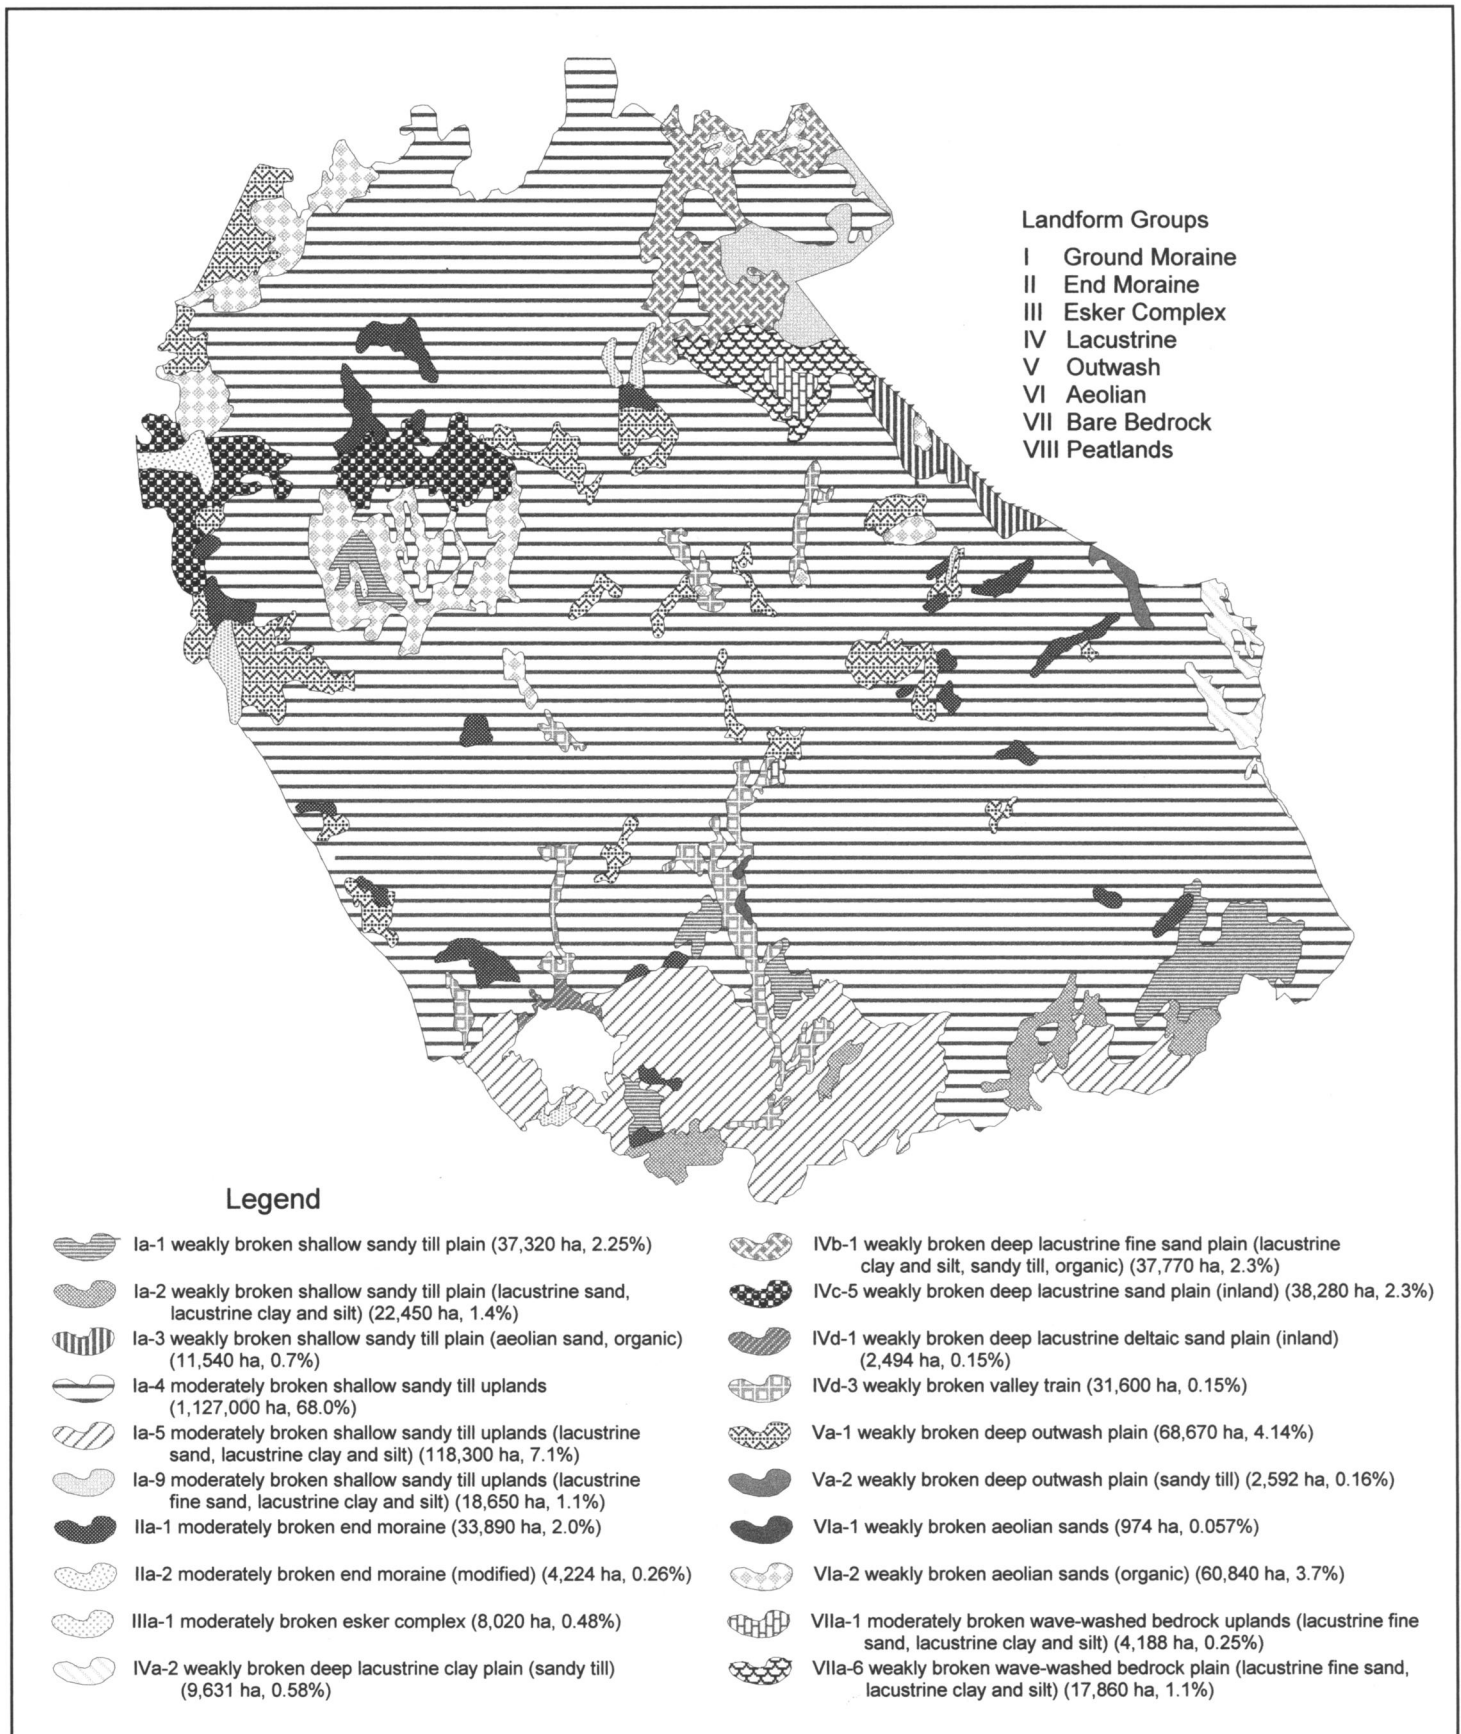 Landform Groups
I Ground Moraine
II End Moraine
III Esker Complex
IV Lacustrine
V Outwash
VI Aeolian
VII Bare Bedrock
VIII Peatlands
Legend
Ia-1 weakly broken shallow sandy till plain (37,320 ha, 2.25%)
Ia-2 weakly broken shallow sandy till plain (lacustrine sand,
lacustrine clay and silt) (22,450 ha, 1.4%)
Ia-3 weakly broken shallow sandy till plain (aeolian sand, organic)
(11,540 ha, 0.7%)
Ia-4 moderately broken shallow sandy till uplands
(1,127,000 ha, 68.0%)
Ia-5 moderately broken shallow sandy till uplands (lacustrine
sand, lacustrine clay and silt) (118,300 ha, 7.1%)
Ia-9 moderately broken shallow sandy till uplands (lacustrine
fine sand, lacustrine clay and silt) (18,650 ha, 1.1%)
IIa-1 moderately broken end moraine (33,890 ha, 2.0%)
IIa-2 moderately broken end moraine (modified) (4,224 ha, 0.26%)
IIIa-1 moderately broken esker complex (8,020 ha, 0.48%)
IVa-2 weakly broken deep lacustrine clay plain (sandy till)
(9,631 ha, 0.58%)
IVb-1 weakly broken deep lacustrine fine sand plain (lacustrine
clay and silt, sandy till, organic) (37,770 ha, 2.3%)
IVc-5 weakly broken deep lacustrine sand plain (inland) (38,280 ha, 2.3%)
IVd-1 weakly broken deep lacustrine deltaic sand plain (inland)
(2,494 ha, 0.15%)
IVd-3 weakly broken valley train (31,600 ha, 0.15%)
Va-1 weakly broken deep outwash plain (68,670 ha, 4.14%)
Va-2 weakly broken deep outwash plain (sandy till) (2,592 ha, 0.16%)
VIa-1 weakly broken aeolian sands (974 ha, 0.057%)
VIa-2 weakly broken aeolian sands (organic) (60,840 ha, 3.7%)
VIIa-1 moderately broken wave-washed bedrock uplands (lacustrine fine
sand, lacustrine clay and silt) (4,188 ha, 0.25%)
VIIa-6 weakly broken wave-washed bedrock plain (lacustrine fine sand,
lacustrine clay and silt) (17,860 ha, 1.1%)